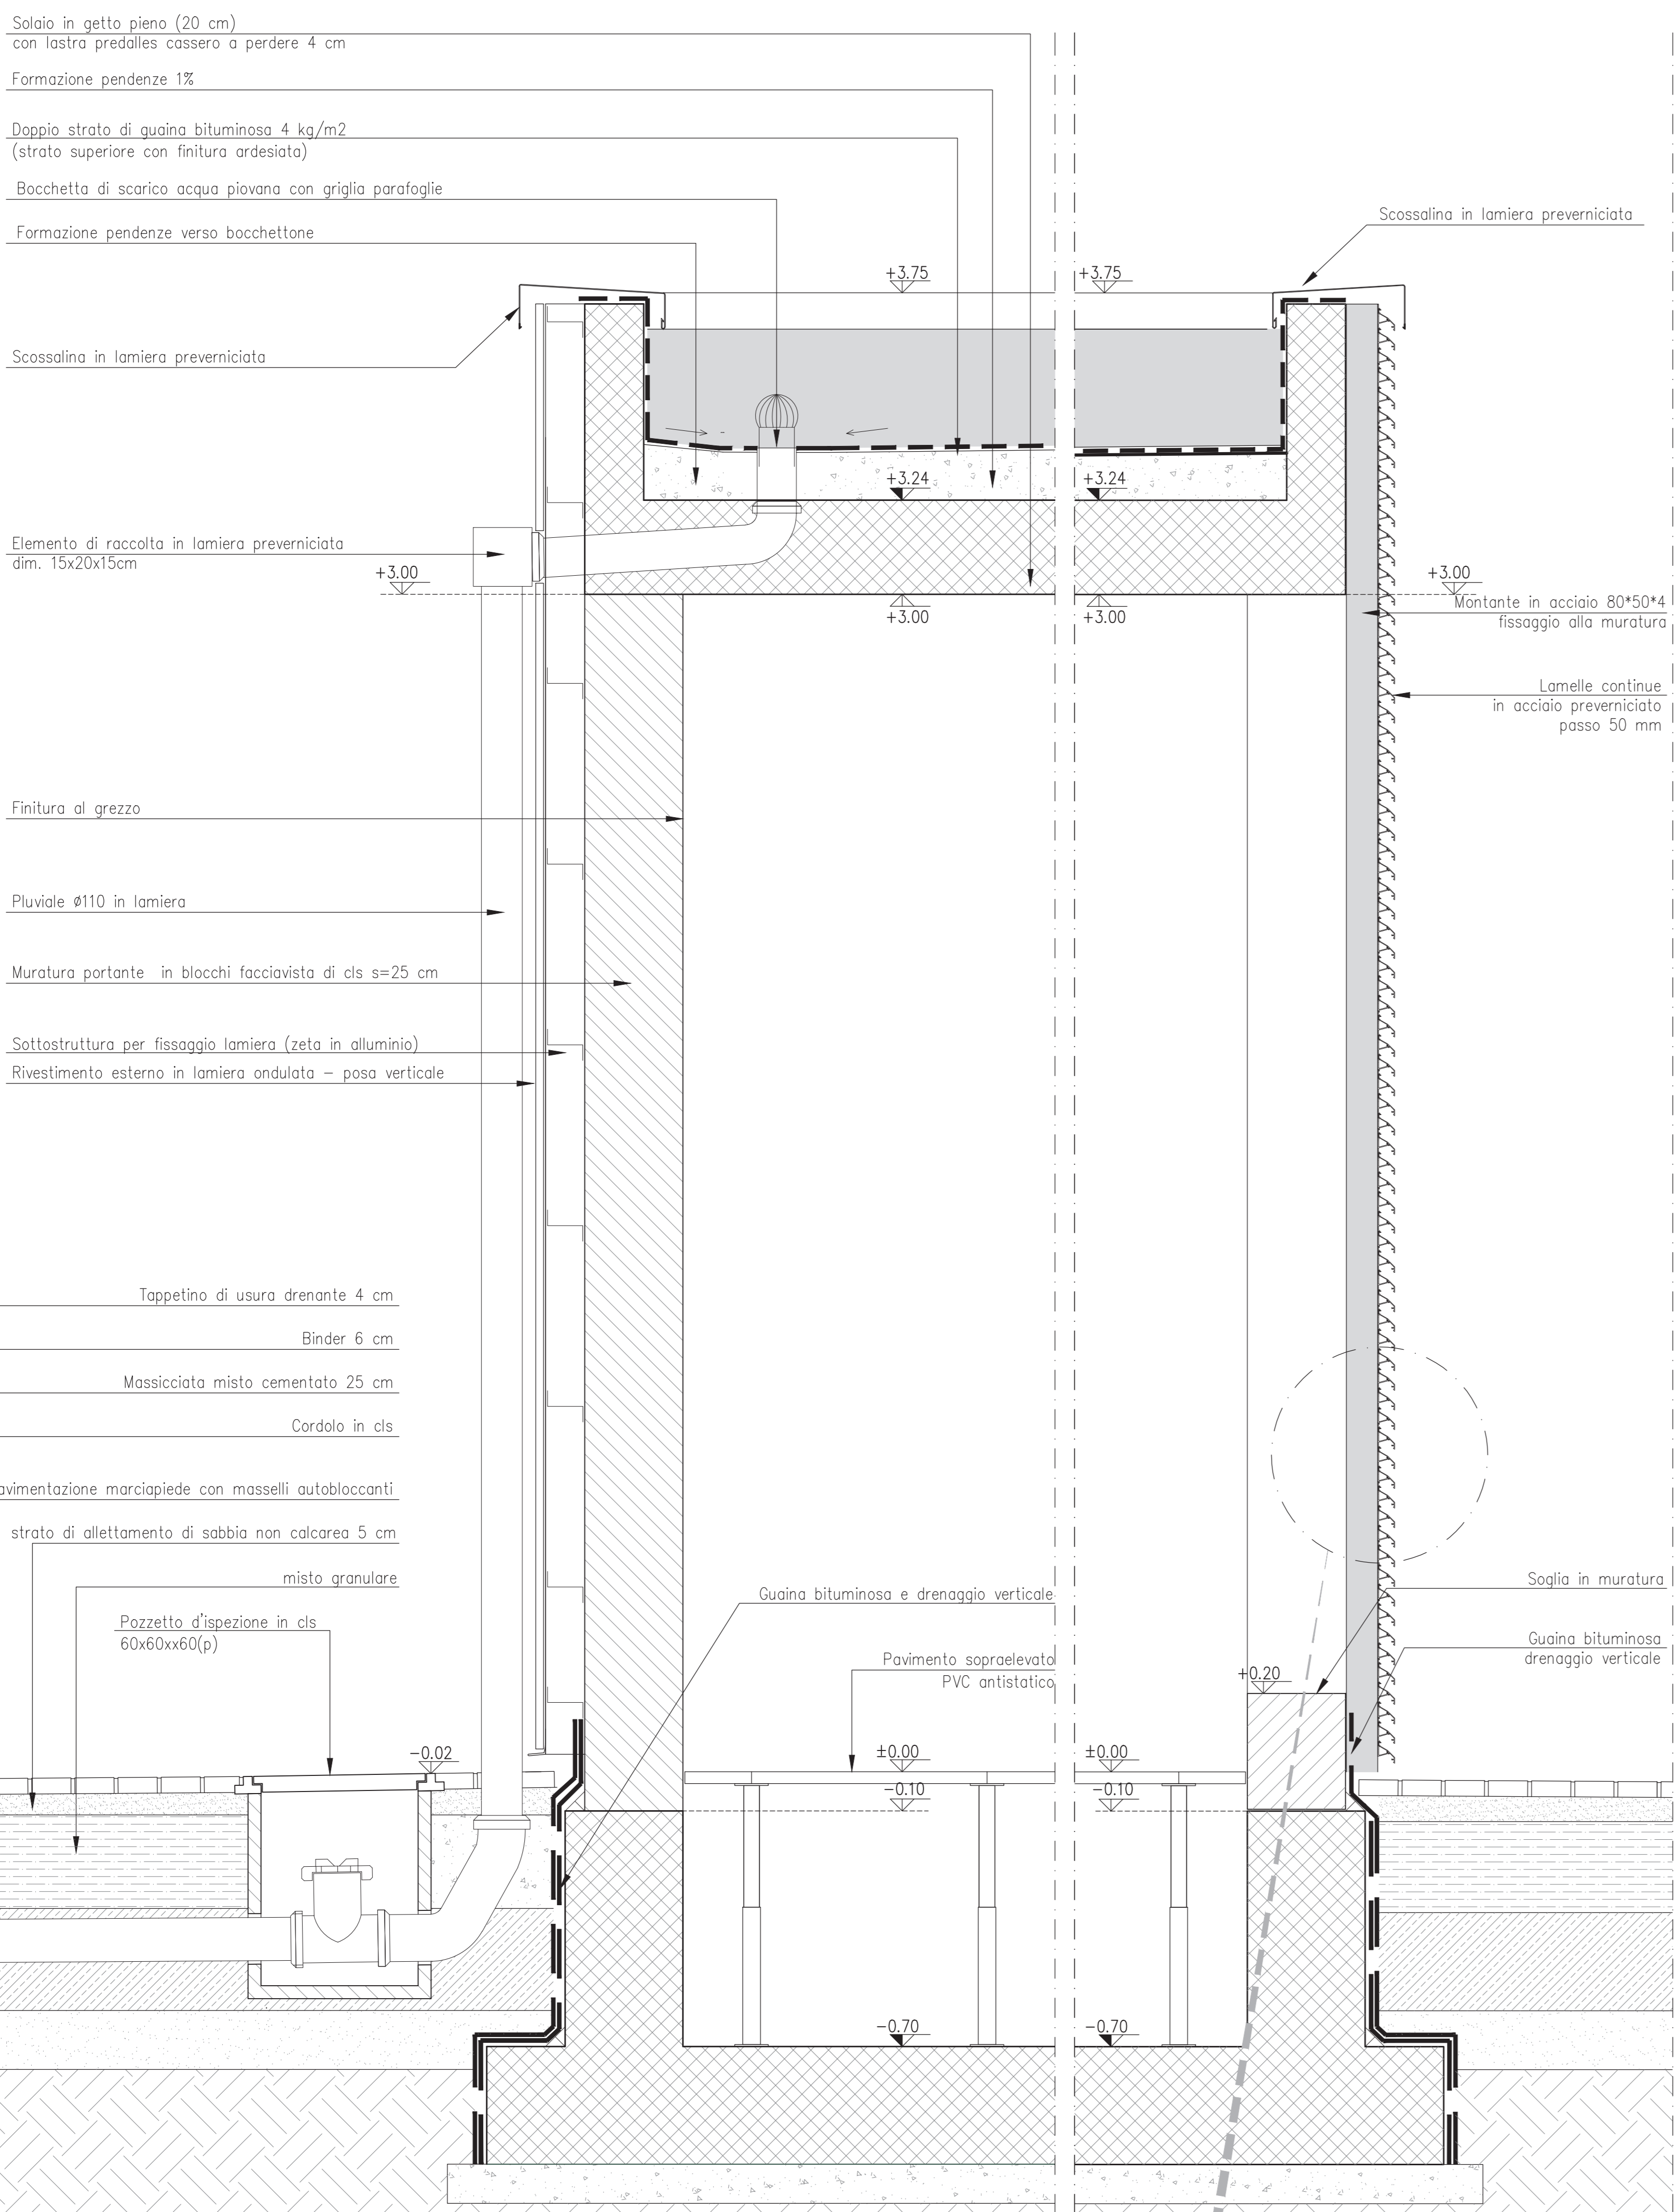 Solaio in getto pieno (20 cm)
con lastra predalles cassero a perdere 4 cm
Formazione pendenze 1%
Doppio strato di guaina bituminosa 4 kg/m2
(strato superiore con finitura ardesiata)
Bocchetta di scarico acqua piovana con griglia parafoglie
Formazione pendenze verso bocchettone
Scossalina in lamiera preverniciata
+3.75
+3.75
Scossalina in lamiera preverniciata
+3.24
+3.24
Elemento di raccolta in lamiera preverniciata
dim. 15x20x15cm
+3.00
+3.00
+3.00
+3.00
Montante in acciaio 80*50*4
fissaggio alla muratura
Lamelle continue
in acciaio preverniciato
passo 50 mm
Finitura al grezzo
Pluviale ø110 in lamiera
Muratura portante in blocchi facciavista di cls s=25 cm
Sottostruttura per fissaggio lamiera (zeta in alluminio)
Rivestimento esterno in lamiera ondulata – posa verticale
Tappetino di usura drenante 4 cm
Binder 6 cm
Massicciata misto cementato 25 cm
Cordolo in cls
avimentazione marciapiede con masselli autobloccanti
strato di allettamento di sabbia non calcarea 5 cm
misto granulare
Pozzetto d'ispezione in cls
60x60xx60(p)
Guaina bituminosa e drenaggio verticale
Pavimento sopraelevato
PVC antistatico
Soglia in muratura
Guaina bituminosa
drenaggio verticale
+0.20
-0.02
±0.00
±0.00
-0.10
-0.10
-0.70
-0.70